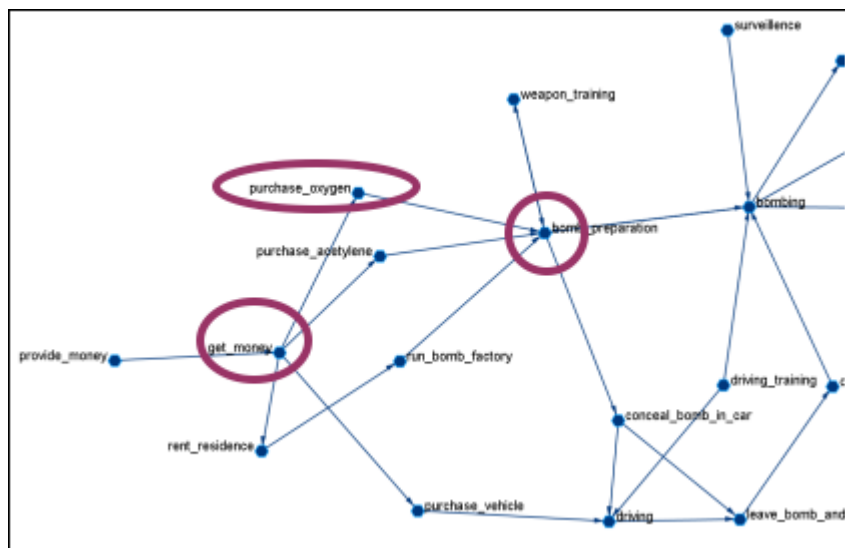 surveillence
weapon_training
purchase_oxygen
bombing
bomb_preparation
purchase_acetylene
get_money
provide_money
run_bomb_factory
driving_training
conceal_bomb_in_car
rent_residence
purchase_vehicle
driving
leave_bomb_and